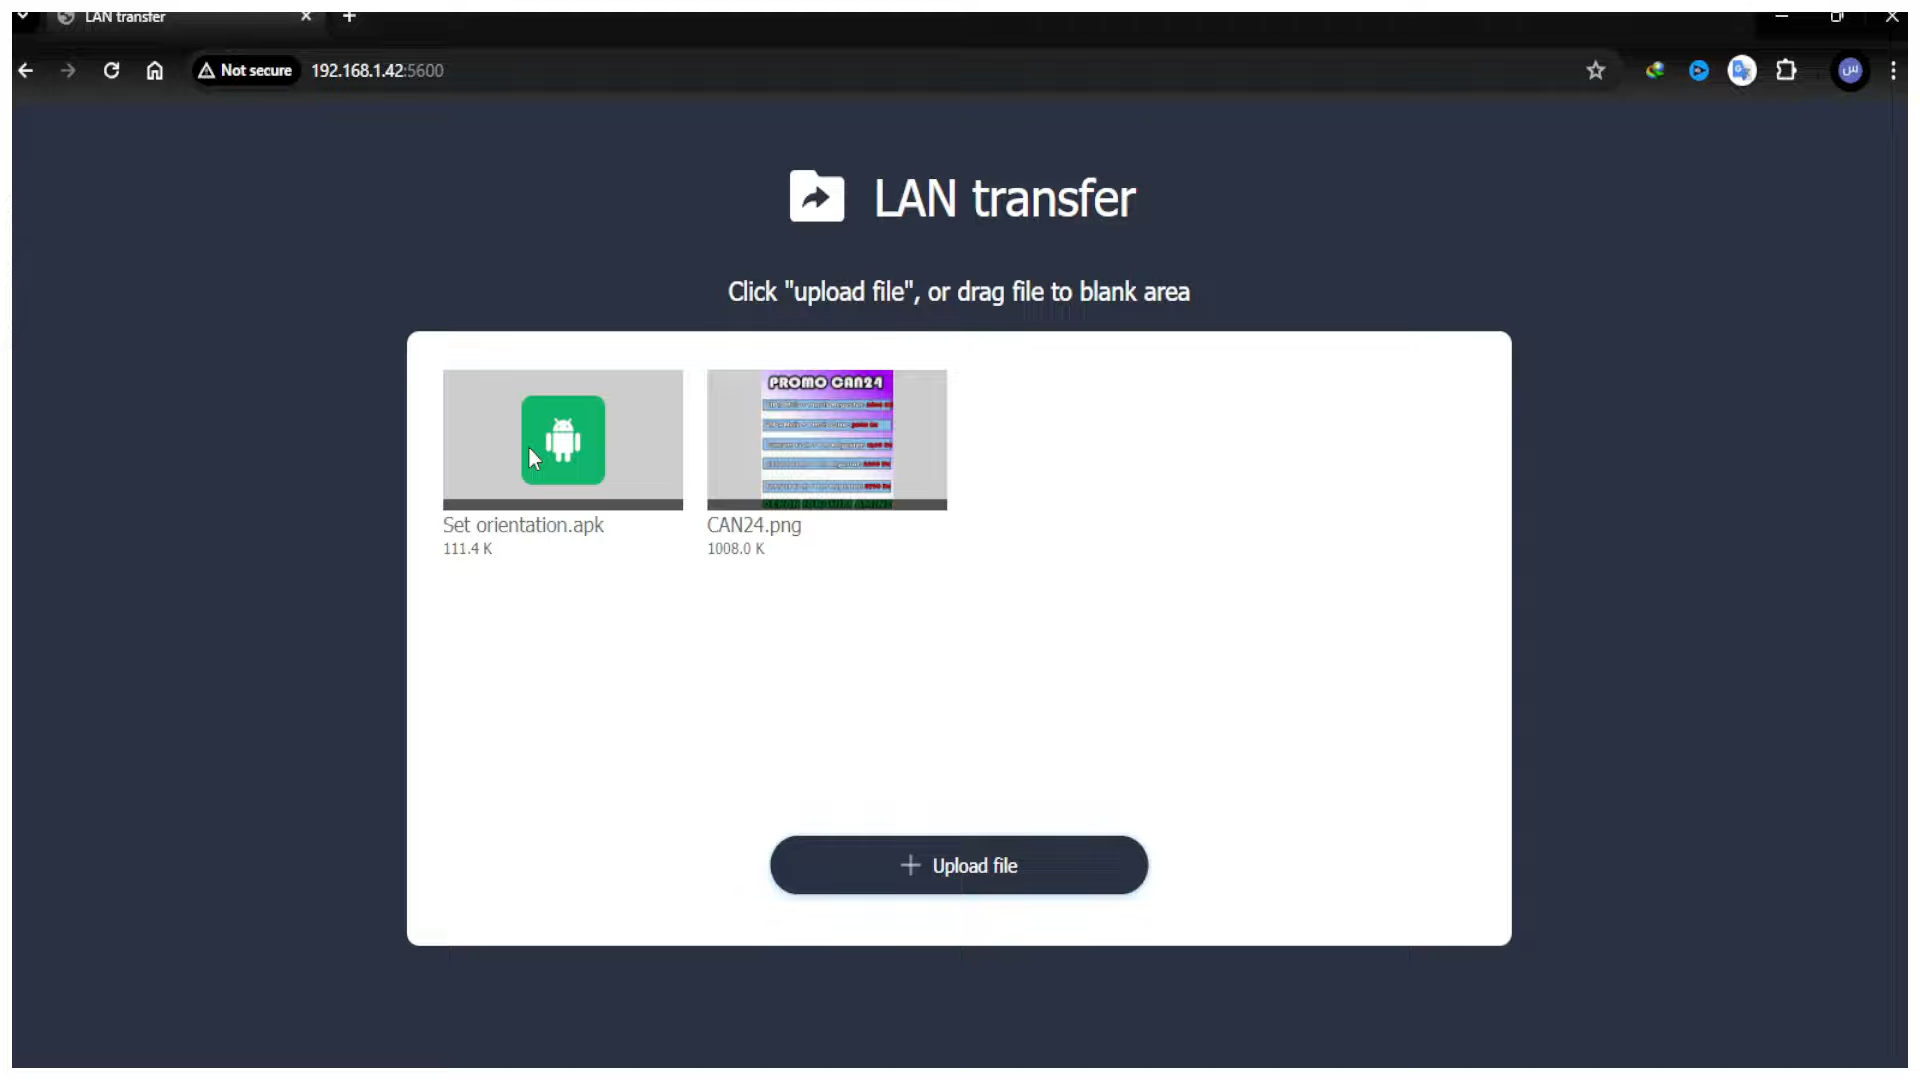 LAN transfer
Not secure
192.168.1.42:5600
س
LAN transfer
Click "upload file", or drag file to blank area
PROMO CAN24
Set orientation.apk
CAN24.png
111.4 K
1008.0 K
Upload file